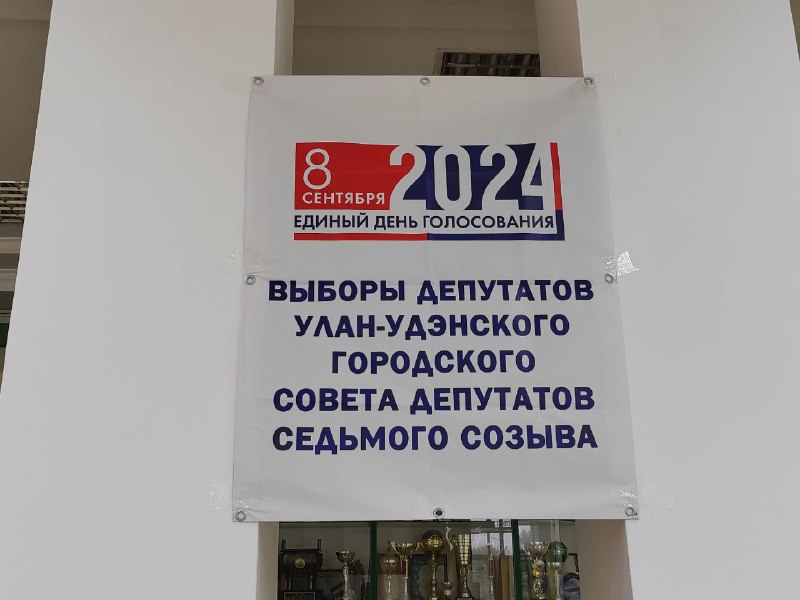 8
СЕНТЯБРЯ
2024
ЕДИНЫЙ ДЕНЬ ГОЛОСОВАНИЯ
ВЫБОРЫ ДЕПУТАТОВ
УЛАН-УДЭНСКОГО
ГОРОДСКОГО
СОВЕТА ДЕПУТАТОВ
СЕДЬМОГО СОЗЫВА